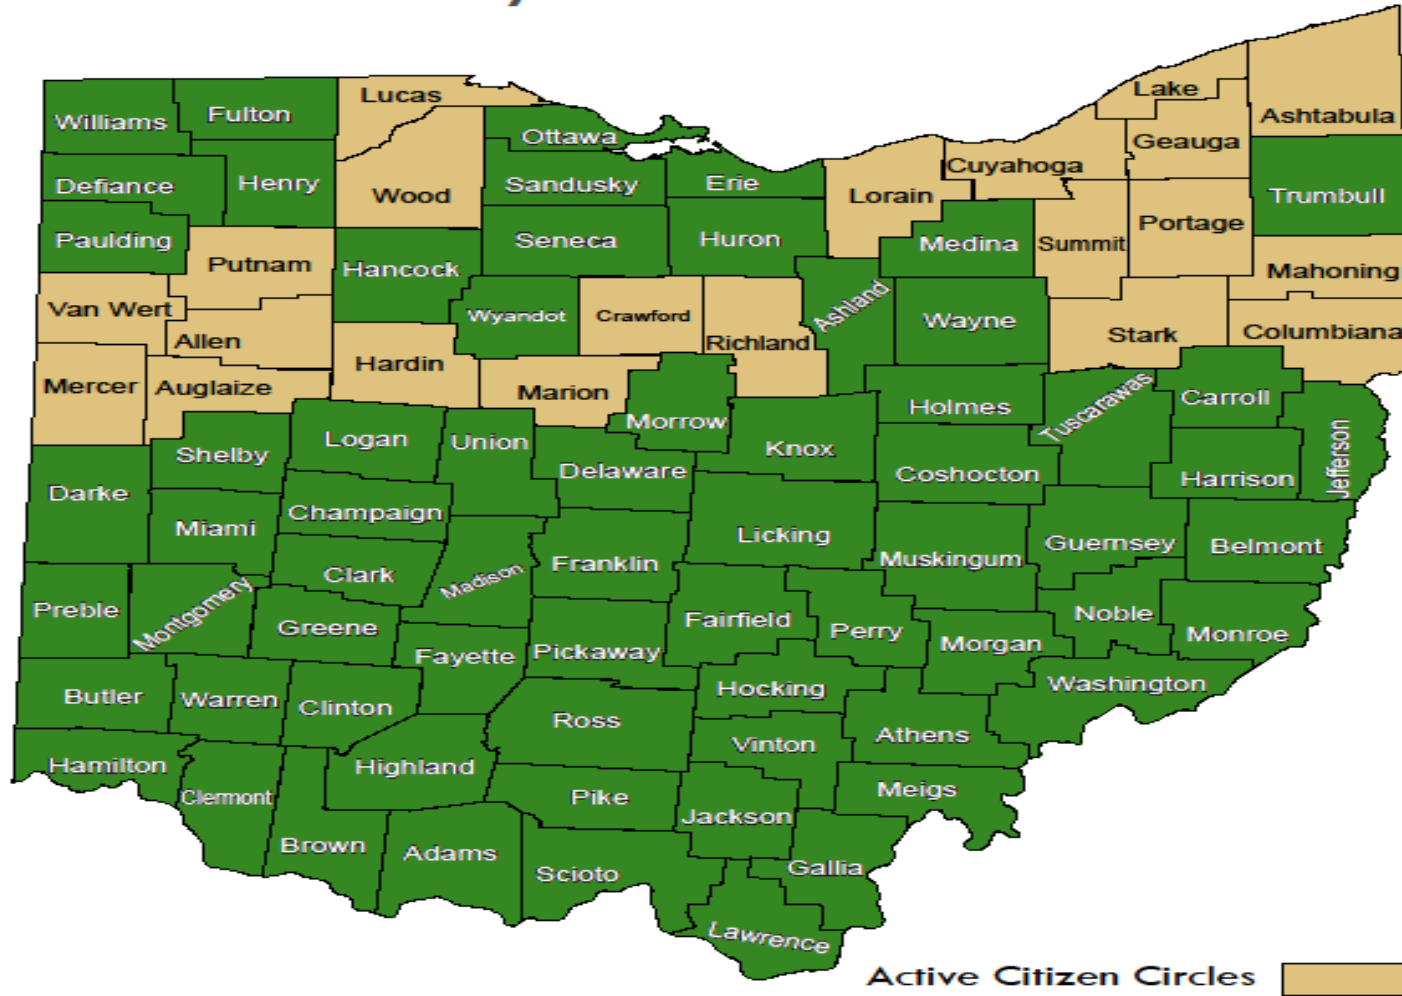 Lake
Ashtabula
Lucas
Fulton
Williams
Ottawa
Geauga
Cuyahoga
Defiance
Henry
Wood
Sandusky
Erie
Lorain
Trumbull
Paulding
Seneca
Huron
Medina
Summit
Portage
Putnam
Hancock
Mahoning
Van Wert
Allen
Wyandot
Crawford
Richland
Ashland
Wayne
Stark
Columbiana
Mercer
Auglaize
Hardin
Marion
Morrow
Holmes
Tuscarawas
Carroll
Shelby
Logan
Union
Delaware
Knox
Coshocton
Harrison
Jefferson
Darke
Miami
Champaign
Licking
Muskingum
Guernsey
Belmont
Clark
Madison
Franklin
Preble
Montgomery
Greene
Fayette
Pickaway
Fairfield
Perry
Morgan
Noble
Monroe
Butler
Warren
Clinton
Ross
Hocking
Washington
Hamilton
Highland
Vinton
Athens
Clermont
Pike
Jackson
Meigs
Brown
Adams
Scioto
Gallia
Lawrence
Active Citizen Circles